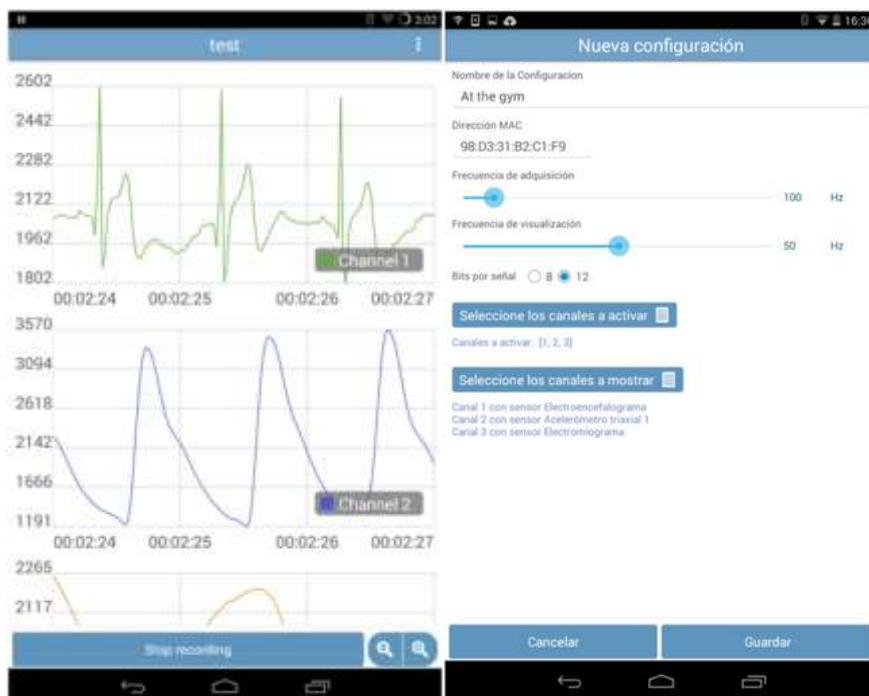 3:02
test
2602
2442
2282
2122
1962
1802
Channel 1
00:02:24 00:02:25 00:02:26 00:02:27
3570
3094
2618
2142
1666
1191
Channel 2
00:02:24 00:02:25 00:02:26 00:02:27
2265
2117
Stop recording
16:30
Nueva configuración
Nombre de la Configuracion
At the gym
Dirección MAC
98:D3:31:B2:C1:F9
Frecuencia de adquisición
100 Hz
Frecuencia de visualización
50 Hz
Bits por señal 8 12
Seleccione los canales a activar
Canales a activar: [1, 2, 3]
Seleccione los canales a mostrar
Canal 1 con sensor Electroencefalograma
Canal 2 con sensor Acelerómetro triaxial 1
Canal 3 con sensor Electromiograma
Cancelar Guardar